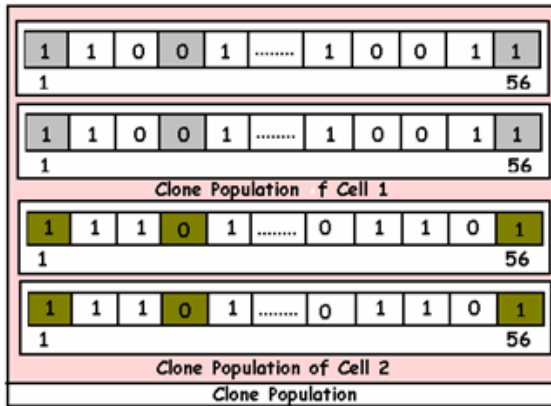 1 1 0 0 1 ........ 1 0 0 1 1
1 56
1 1 0 0 1 ........ 1 0 0 1 1
1 56
Clone Population f Cell 1
1 1 1 0 1 ........ 0 1 1 0 1
1 56
1 1 1 0 1 ........ 0 1 1 0 1
1 56
Clone Population of Cell 2
Clone Population